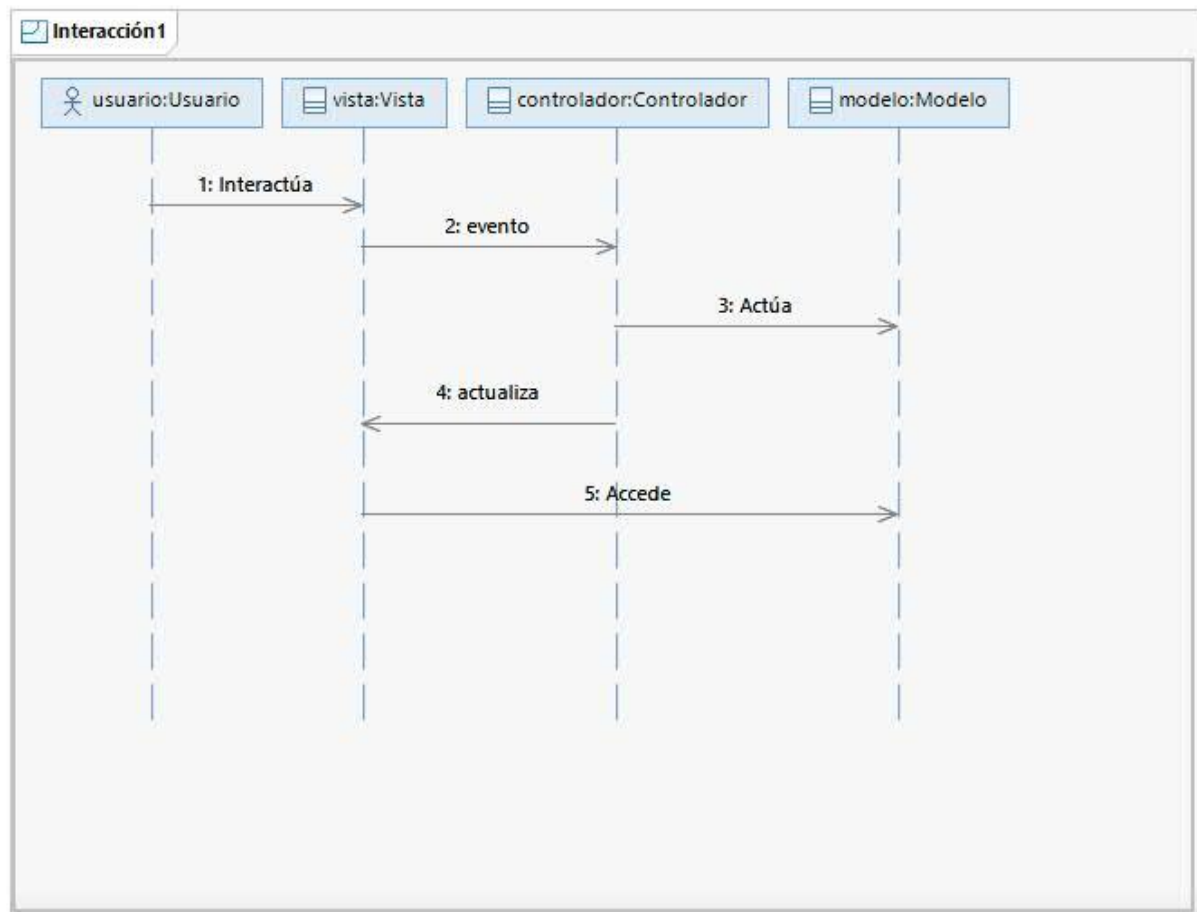 Interacción1
usuario:Usuario
vista:Vista
controlador:Controlador
modelo:Modelo
1: Interactúa
2: evento
3: Actúa
4: actualiza
5: Accede